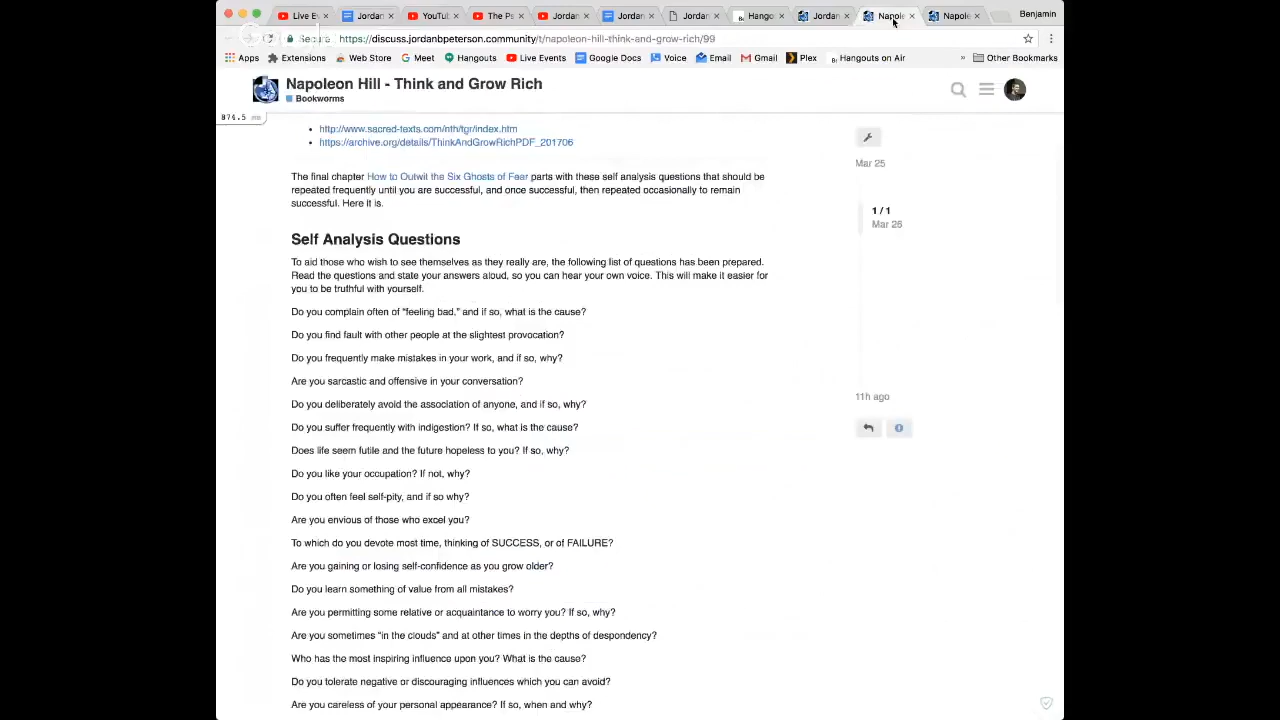 Live Ev
Jordan
YouTu
The Ps
Jordan
Jordan
Jordan
Hango
Jordan
Napole
Napole
Benjamin
Secure
https://discuss.jordanbpeterson.community/t/napoleon-hill-think-and-grow-rich/99
Apps
Extensions
Web Store
Meet
Hangouts
Live Events
Google Docs
Voice
Email
Gmail
Plex
Hangouts on Air
»
Other Bookmarks
Napoleon Hill - Think and Grow Rich
Bookworms
874.5 ms
http://www.sacred-texts.com/nth/tgr/index.htm
https://archive.org/details/ThinkAndGrowRichPDF_201706
Mar 25
The final chapter How to Outwit the Six Ghosts of Fear parts with these self analysis questions that should be
repeated frequently until you are successful, and once successful, then repeated occasionally to remain
successful. Here it is.
1 / 1
Mar 26
Self Analysis Questions
To aid those who wish to see themselves as they really are, the following list of questions has been prepared.
Read the questions and state your answers aloud, so you can hear your own voice. This will make it easier for
you to be truthful with yourself.
Do you complain often of “feeling bad,” and if so, what is the cause?
Do you find fault with other people at the slightest provocation?
Do you frequently make mistakes in your work, and if so, why?
Are you sarcastic and offensive in your conversation?
11h ago
Do you deliberately avoid the association of anyone, and if so, why?
Do you suffer frequently with indigestion? If so, what is the cause?
Does life seem futile and the future hopeless to you? If so, why?
Do you like your occupation? If not, why?
Do you often feel self-pity, and if so why?
Are you envious of those who excel you?
To which do you devote most time, thinking of SUCCESS, or of FAILURE?
Are you gaining or losing self-confidence as you grow older?
Do you learn something of value from all mistakes?
Are you permitting some relative or acquaintance to worry you? If so, why?
Are you sometimes “in the clouds” and at other times in the depths of despondency?
Who has the most inspiring influence upon you? What is the cause?
Do you tolerate negative or discouraging influences which you can avoid?
Are you careless of your personal appearance? If so, when and why?